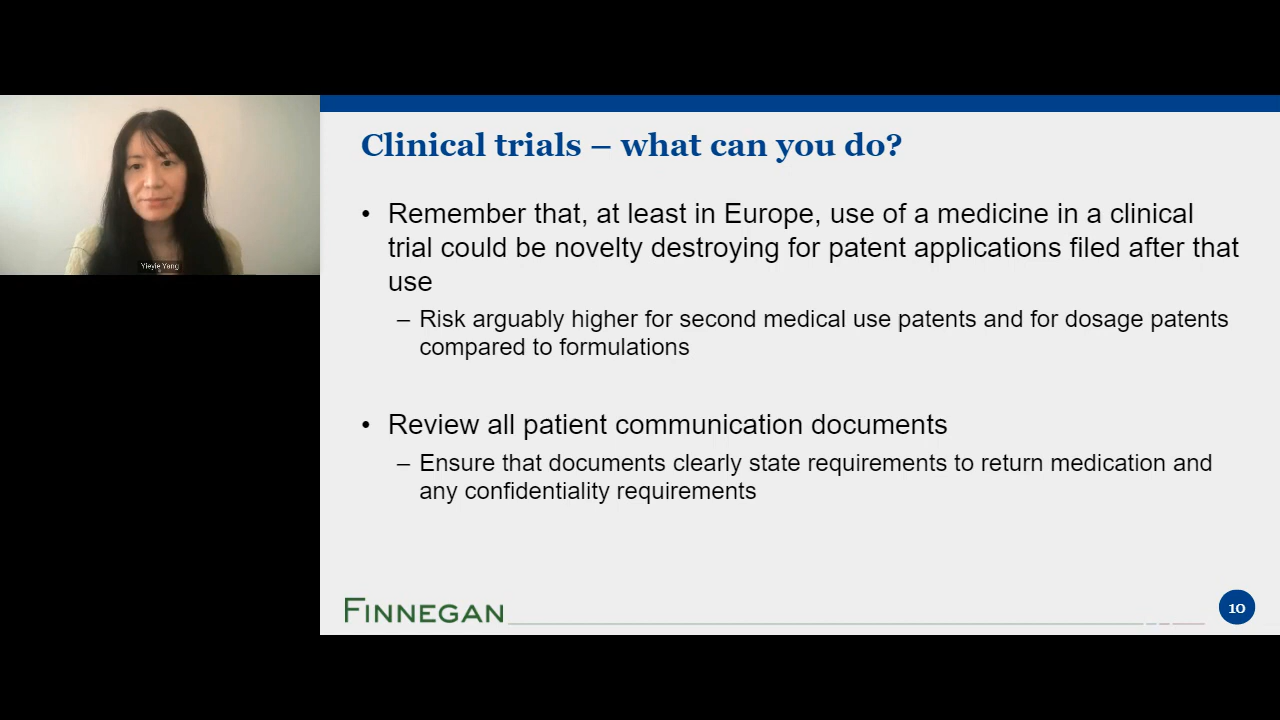 Clinical trials – what can you do?
• Remember that, at least in Europe, use of a medicine in a clinical
trial could be novelty destroying for patent applications filed after that
use
– Risk arguably higher for second medical use patents and for dosage patents
compared to formulations
• Review all patient communication documents
– Ensure that documents clearly state requirements to return medication and
any confidentiality requirements
Yieyie Yang
FINNEGAN
10